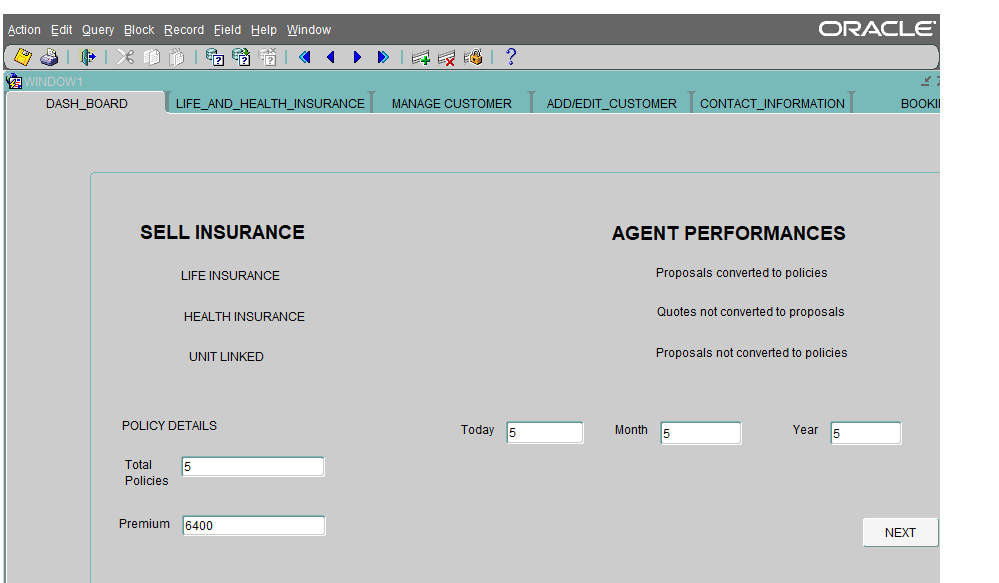 Action Edit Query Block Record Field Help Window
ORACLE
WINDOW1
DASH_BOARD LIFE_AND_HEALTH_INSURANCE MANAGE CUSTOMER ADD/EDIT_CUSTOMER CONTACT_INFORMATION BOOKI
SELL INSURANCE
AGENT PERFORMANCES
LIFE INSURANCE
Proposals converted to policies
HEALTH INSURANCE
Quotes not converted to proposals
UNIT LINKED
Proposals not converted to policies
POLICY DETAILS
Today 5 Month 5 Year 5
Total
Policies
5
Premium 6400
NEXT